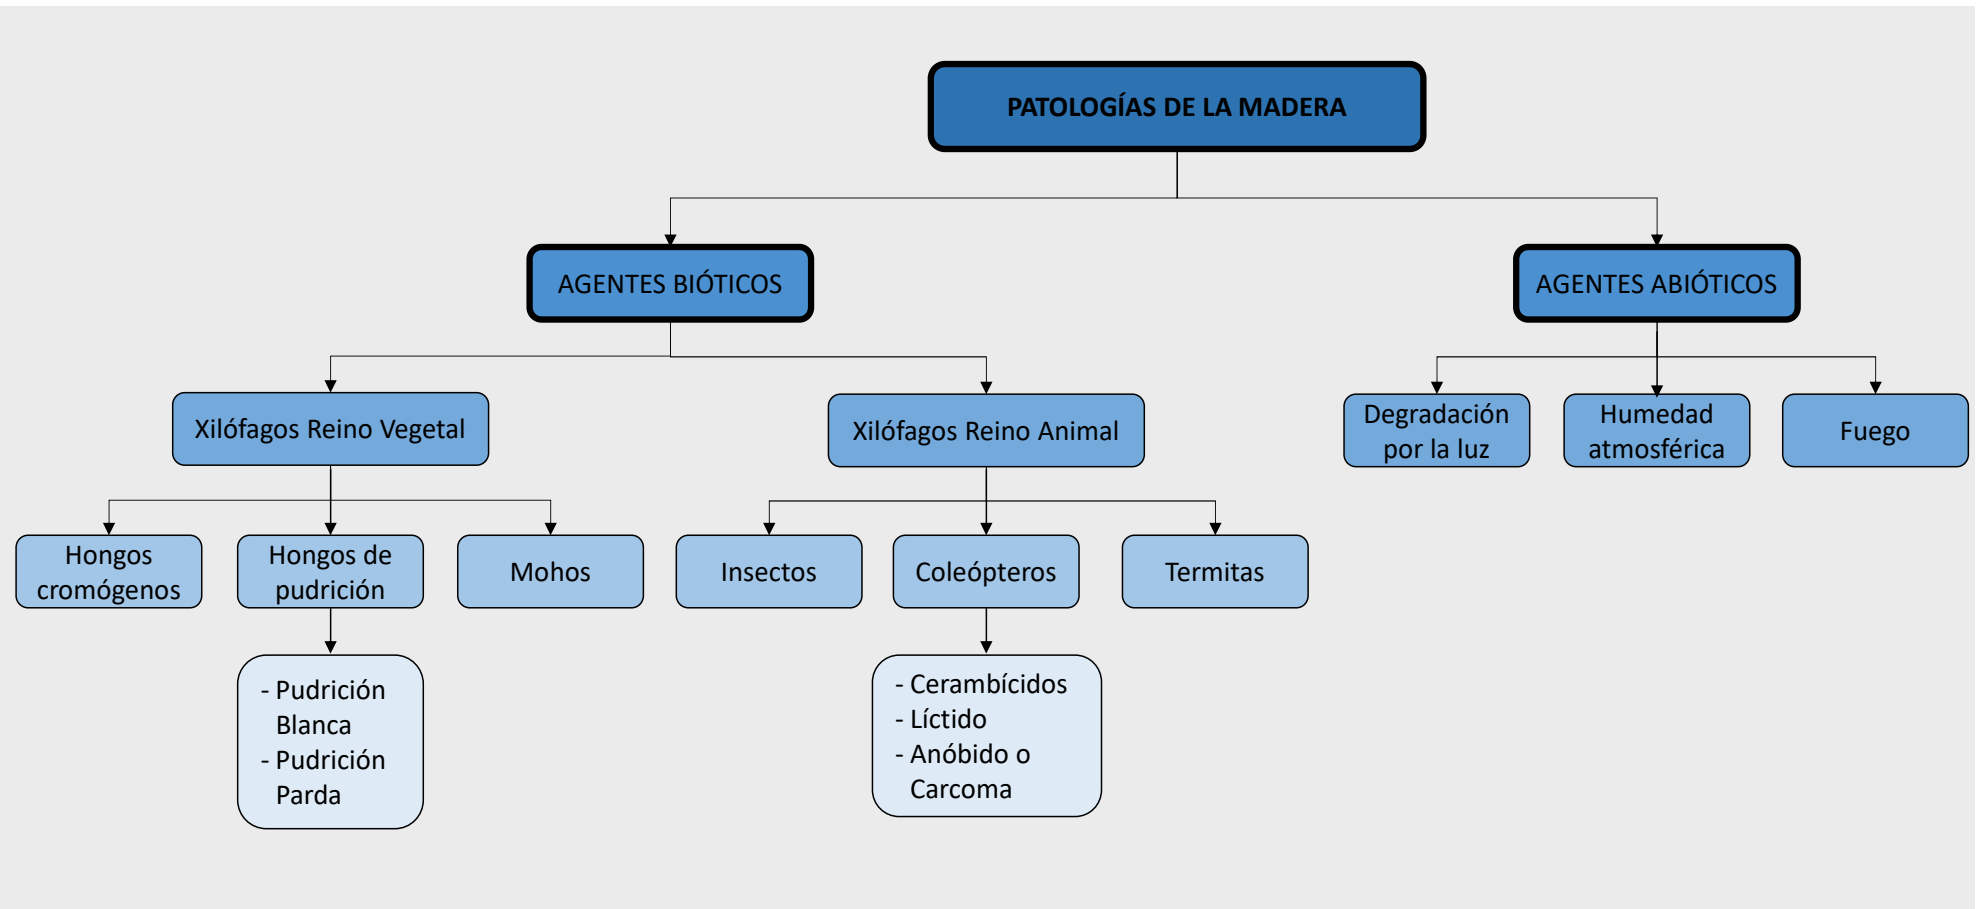 PATOLOGÍAS DE LA MADERA
AGENTES BIÓTICOS
AGENTES ABIÓTICOS
Xilófagos Reino Vegetal
Xilófagos Reino Animal
Degradación
por la luz
Humedad
atmosférica
Fuego
Hongos
cromógenos
Hongos de
pudrición
Mohos
Insectos
Coleópteros
Termitas
- Pudrición
Blanca
- Pudrición
Parda
- Cerambícidos
- Líctido
- Anóbido o
Carcoma